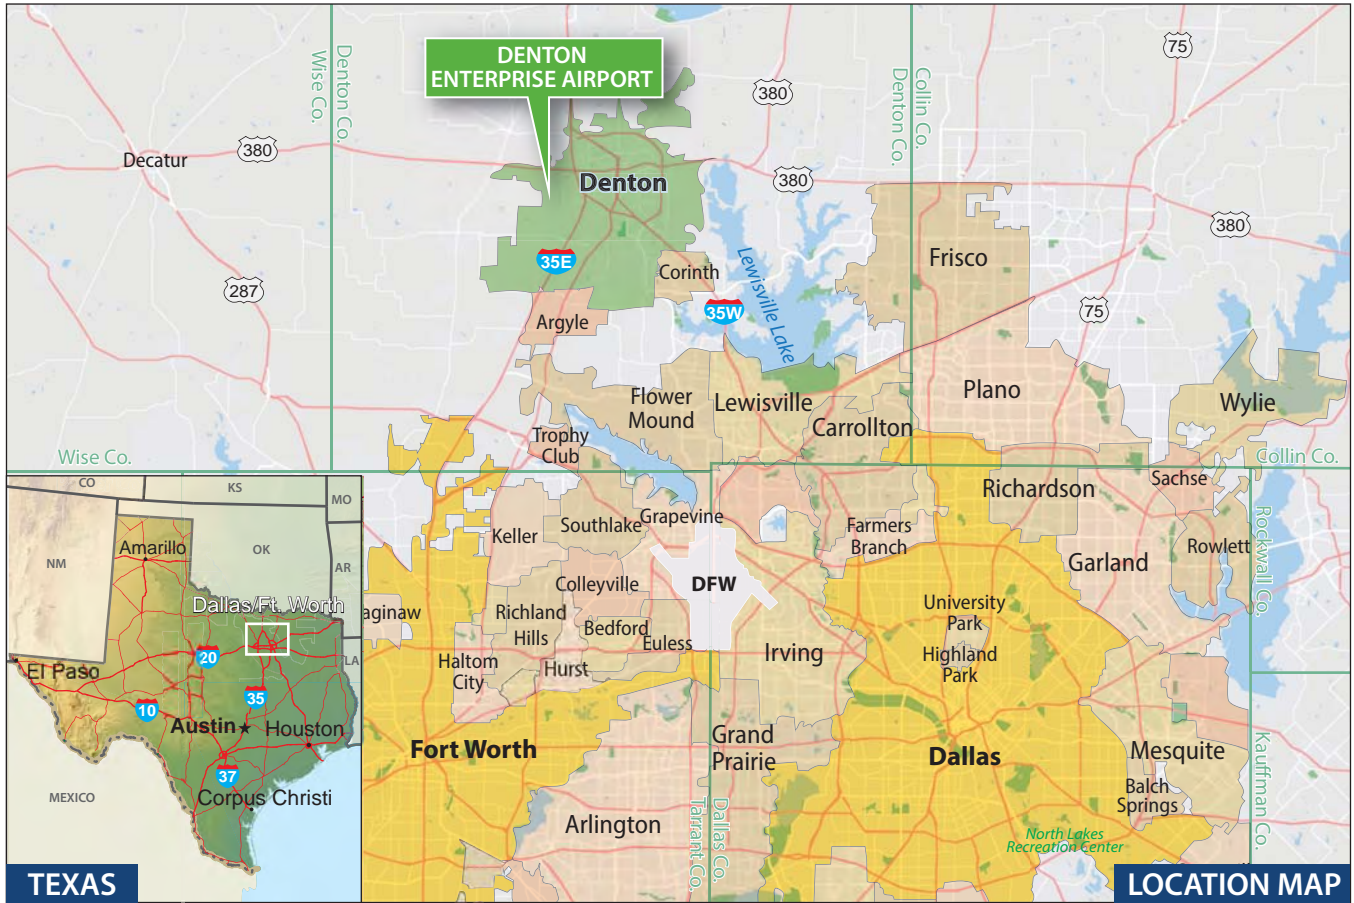 DENTON
ENTERPRISE AIRPORT
75
Denton Co.
Wise Co.
Collin Co.
Denton Co.
380
380
Decatur
380
Denton
380
Frisco
35E
Corinth
Lewisville Lake
287
35W
75
Argyle
Plano
Flower
Mound
Lewisville
Wylie
Carrollton
Trophy
Club
Wise Co.
Collin Co.
Sachse
Richardson
Grapevine
Southlake
Farmers
Branch
Keller
Rockwall Co.
Rowlett
Garland
Colleyville
DFW
aginaw
Richland
Hills
Bedford
Euless
University
Park
Irving
Highland
Park
Haltom
City
Hurst
Fort Worth
Grand
Prairie
Dallas
Mesquite
Kauffman Co.
Balch
Springs
Arlington
Dallas Co.
Tarrant Co.
North Lakes
Recreation Center
LOCATION MAP
CO
KS
MO
Amarillo
OK
NM
AR
Dallas/Ft. Worth
LA
20
El Paso
35
10
Austin
Houston
37
MEXICO
Corpus Christi
TEXAS